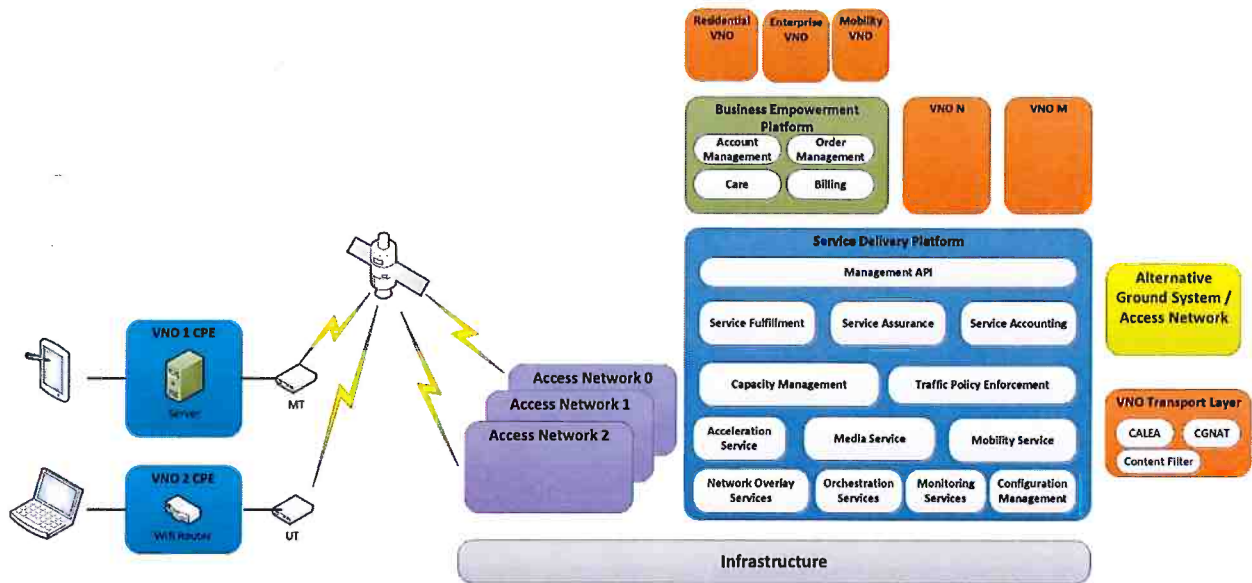 Residential
VNO
Enterprise
VNO
Mobility
VNO
Business Empowerment
Platform
Account
Management
Order
Management
Care
Billing
VNO N
VNO M
Service Delivery Platform
Management API
Service Fulfillment
Service Assurance
Service Accounting
Capacity Management
Traffic Policy Enforcement
Acceleration
Service
Media Service
Mobility Service
Network Overlay
Services
Orchestration
Services
Monitoring
Services
Configuration
Management
Alternative
Ground System /
Access Network
VNO Transport Layer
CALEA
CGNAT
Content Filter
VNO 1 CPE
Server
MT
VNO 2 CPE
Wifi Router
UT
Access Network 0
Access Network 1
Access Network 2
Infrastructure